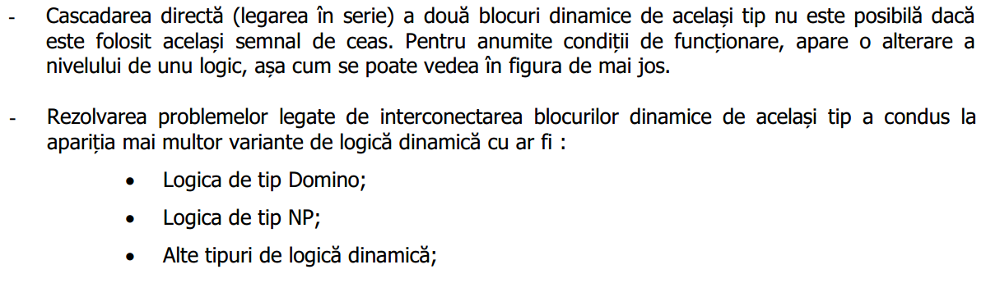 - Cascadarea directă (legarea în serie) a două blocuri dinamice de același tip nu este posibilă dacă
este folosit același semnal de ceas. Pentru anumite condiții de funcționare, apare o alterare a
nivelului de unu logic, așa cum se poate vedea în figura de mai jos.
- Rezolvarea problemelor legate de interconectarea blocurilor dinamice de același tip a condus la
apariția mai multor variante de logică dinamică cu ar fi :
• Logica de tip Domino;
• Logica de tip NP;
• Alte tipuri de logică dinamică;